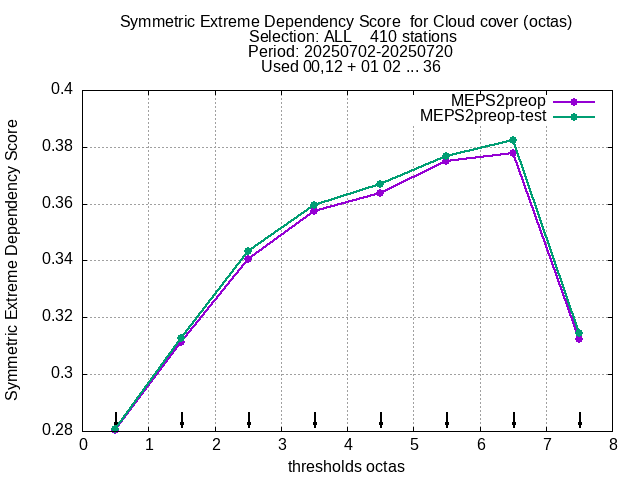 Symmetric Extreme Dependency Score  for Cloud cover (octas)
Selection: ALL    410 stations
Period: 20250702-20250720
Used 00,12 + 01 02 ... 36
MEPS2preop
MEPS2preop-test
Symmetric Extreme Dependency Score
0.4
0.38
0.36
0.34
0.32
0.3
0.28
0 1 2 3 4 5 6 7 8
thresholds octas